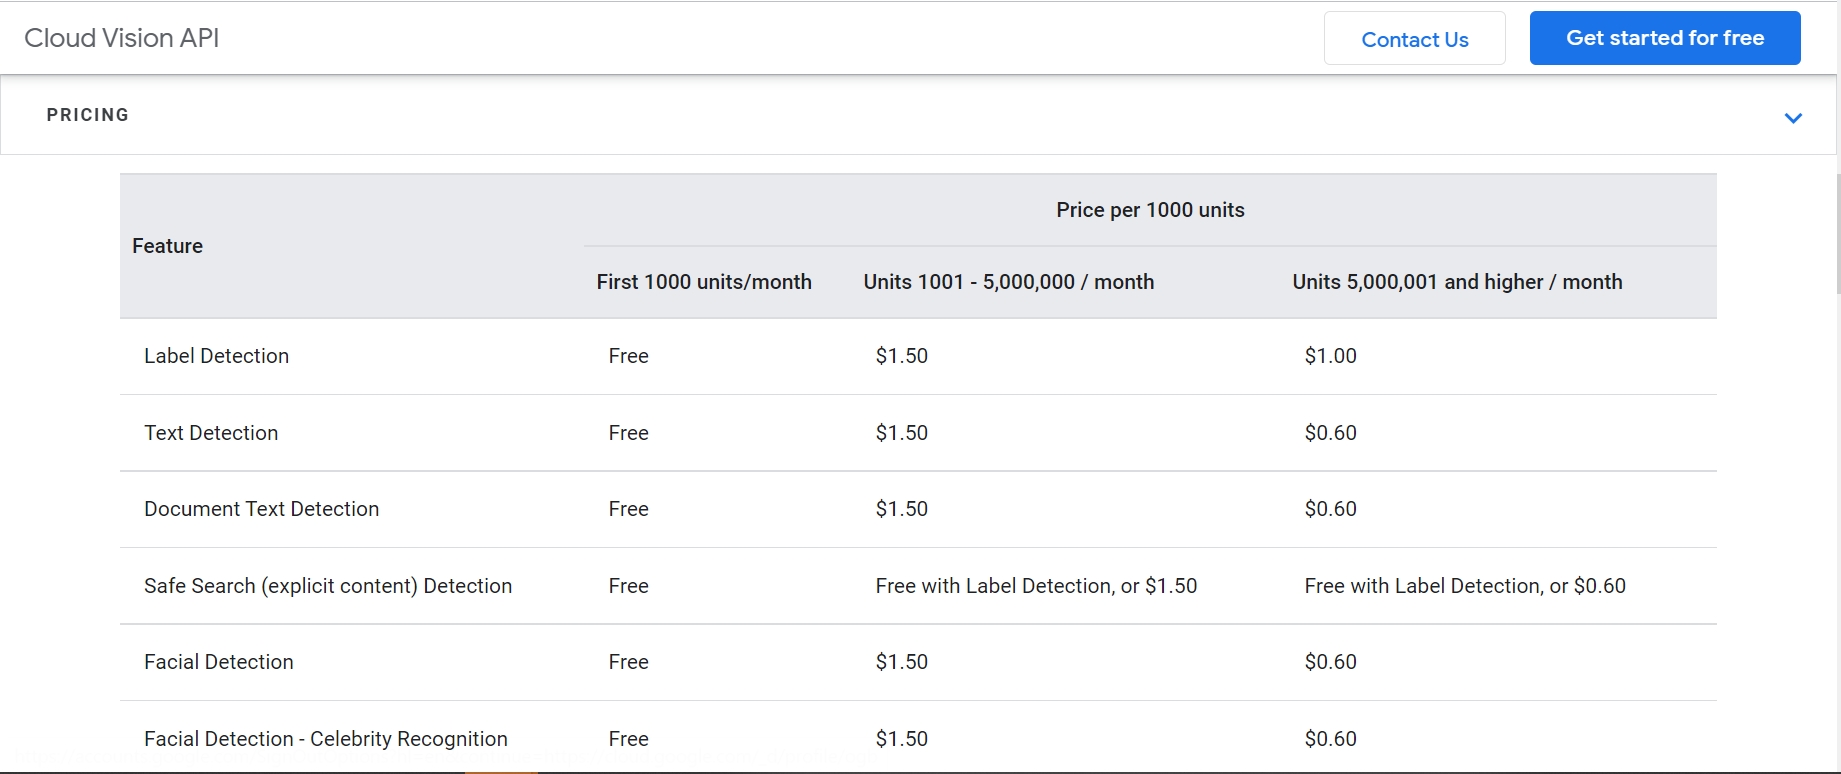 Cloud Vision API
Contact Us
Get started for free
PRICING
Feature
Price per 1000 units
First 1000 units/month
Units 1001 - 5,000,000 / month
Units 5,000,001 and higher / month
Label Detection Free $1.50 $1.00
Text Detection Free $1.50 $0.60
Document Text Detection Free $1.50 $0.60
Safe Search (explicit content) Detection Free Free with Label Detection, or $1.50 Free with Label Detection, or $0.60
Facial Detection Free $1.50 $0.60
Facial Detection - Celebrity Recognition Free $1.50 $0.60